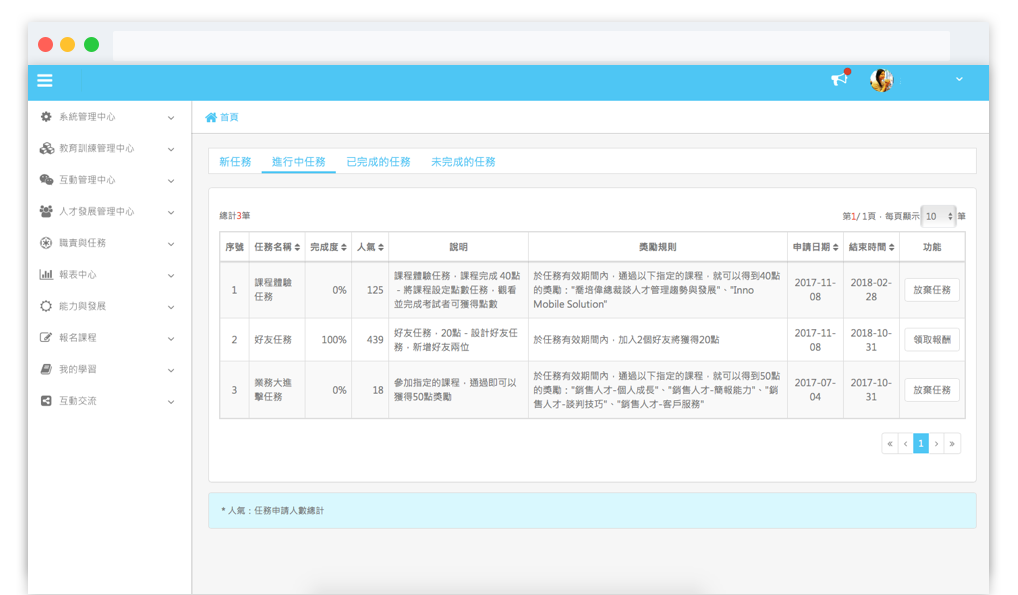 系統管理中心
教育訓練管理中心
互動管理中心
人才發展管理中心
職責與任務
報表中心
能力與發展
報名課程
我的學習
互動交流
首頁
新任務 進行中任務 已完成的任務 未完成的任務
總計3筆 第1/ 1頁，每頁顯示 10 筆
序號 任務名稱 完成度 人氣 說明 獎勵規則 申請日期 結束時間 功能
1 課程體驗任務 0% 125 課程體驗任務，課程完成 40點 - 將課程設定點數任務，觀看並完成考試者可獲得點數 於任務有效期間內，通過以下指定的課程，就可以得到40點的獎勵："喬培偉總裁談人才管理趨勢與發展"、"Inno Mobile Solution" 2017-11-08 2018-02-28 放棄任務
2 好友任務 100% 439 好友任務，20點 - 設計好友任務，新增好友兩位 於任務有效期間內，加入2個好友將獲得20點 2017-11-08 2018-10-31 領取報酬
3 業務大進擊任務 0% 18 參加指定的課程，通過即可以獲得50點獎勵 於任務有效期間內，通過以下指定的課程，就可以得到50點的獎勵："銷售人才-個人成長"、"銷售人才-簡報能力"、"銷售人才-談判技巧"、"銷售人才-客戶服務" 2017-07-04 2017-10-31 放棄任務
« ‹ 1 › »
* 人氣：任務申請人數總計